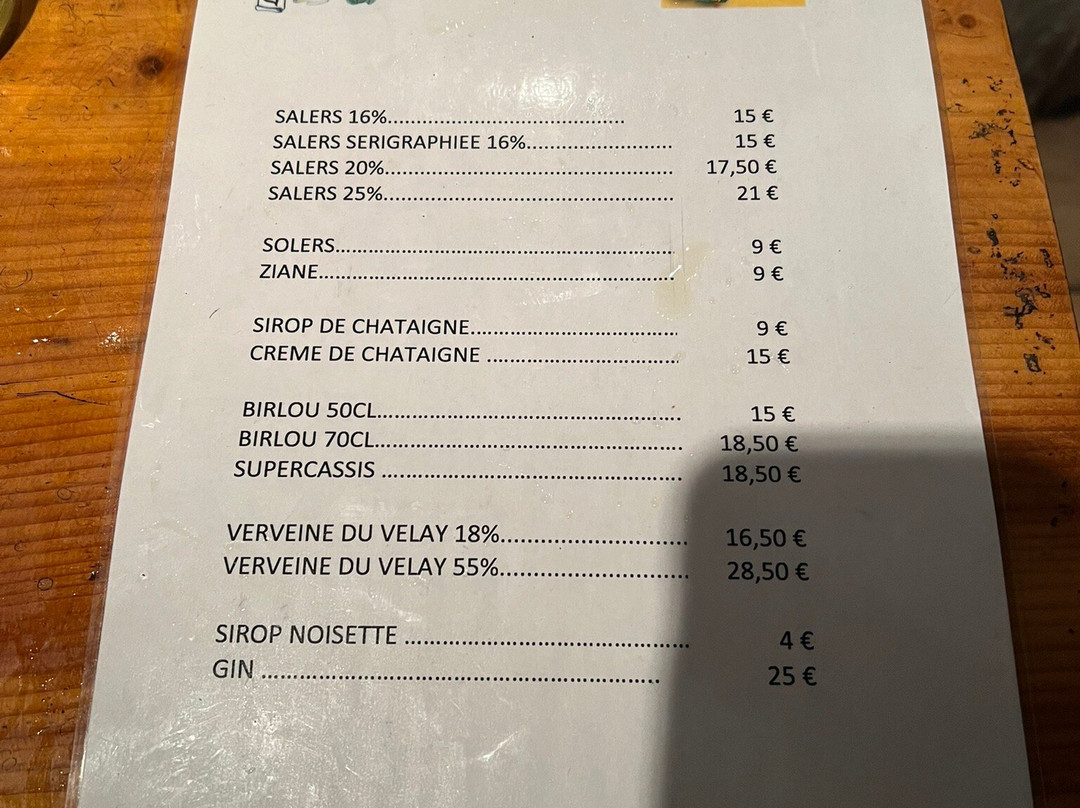 SALERS 16%........................................ 15 €
SALERS SERIGRAPHIEE 16%......................... 15 €
SALERS 20%................................................. 17,50 €
SALERS 25%................................................. 21 €
SOLERS......................................................... 9 €
ZIANE............................................................ 9 €
SIROP DE CHATAIGNE.................................. 9 €
CREME DE CHATAIGNE ................................ 15 €
BIRLOU 50CL................................................ 15 €
BIRLOU 70CL................................................ 18,50 €
SUPERCASSIS ............................................... 18,50 €
VERVEINE DU VELAY 18%............................. 16,50 €
VERVEINE DU VELAY 55%............................. 28,50 €
SIROP NOISETTE ............................................ 4 €
GIN .............................................................. 25 €